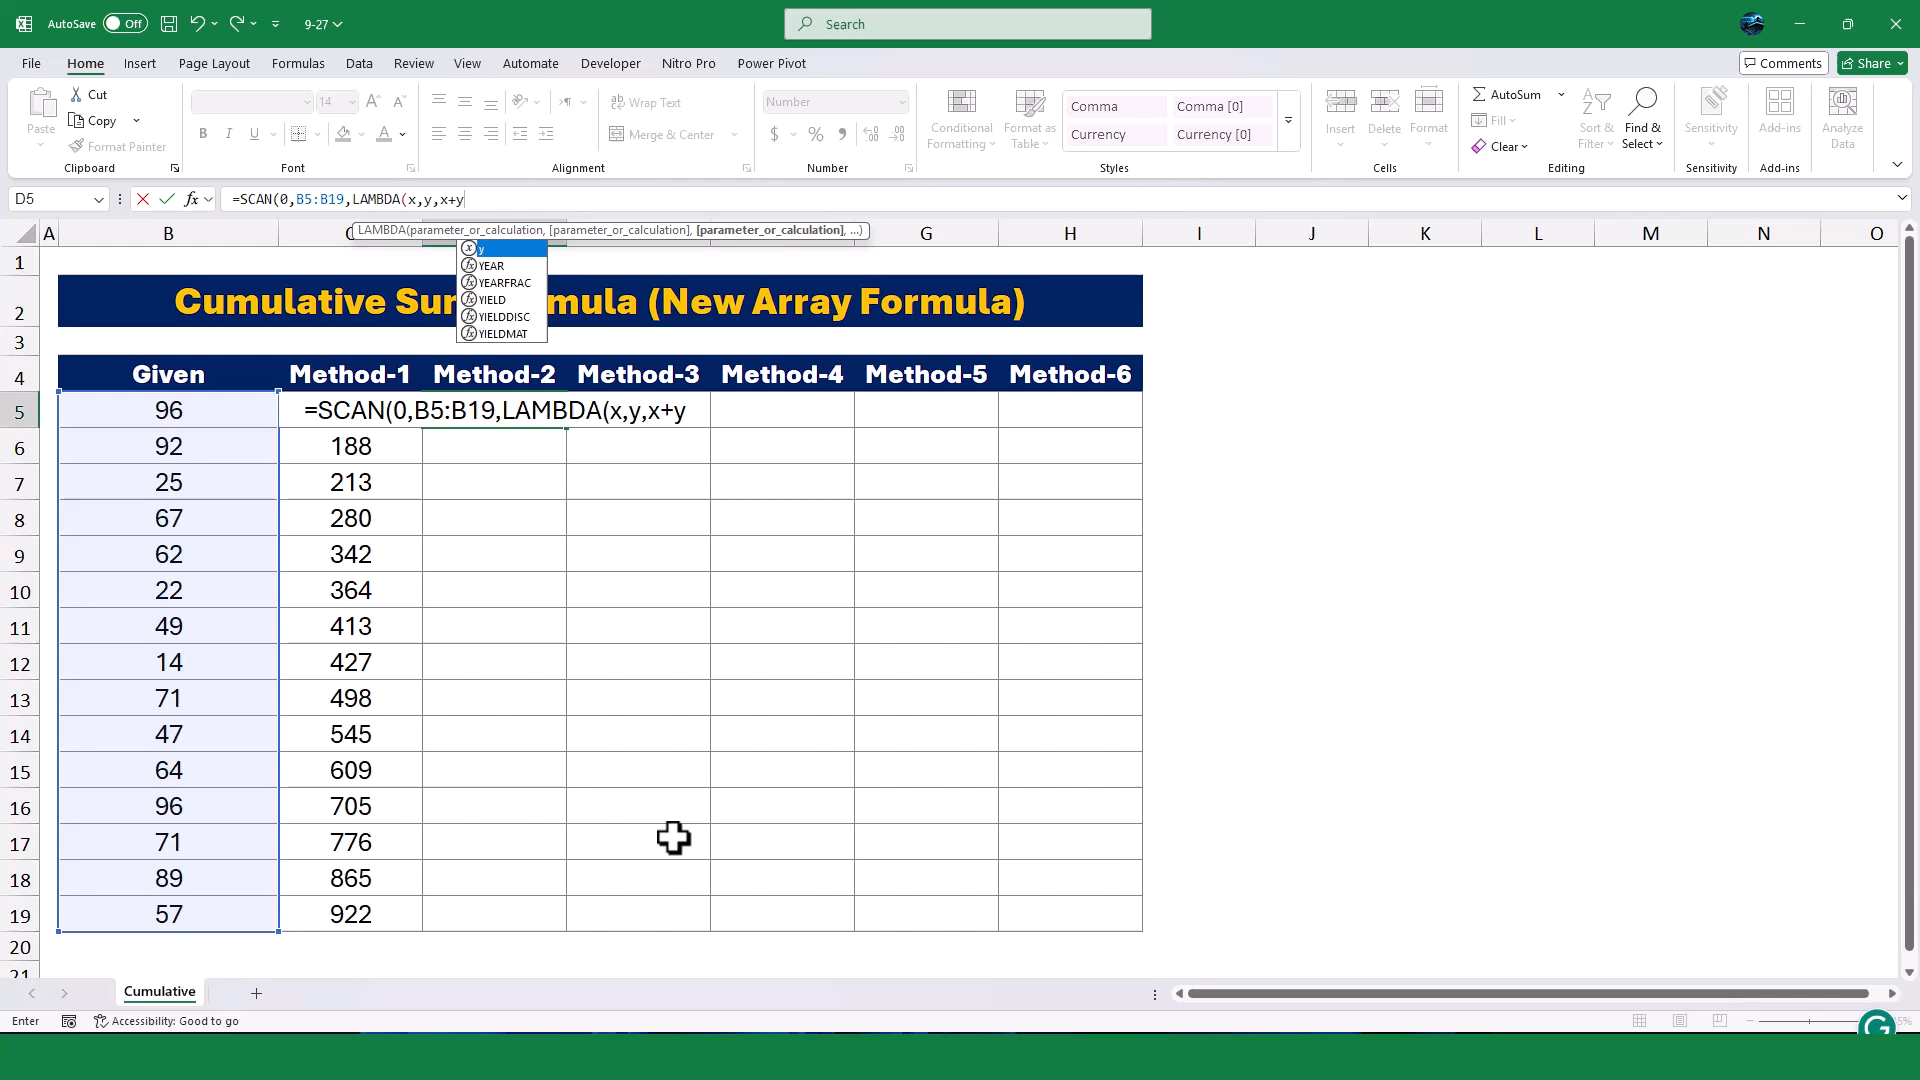 AutoSave Off 9-27 Search
File Home Insert Page Layout Formulas Data Review View Automate Developer Nitro Pro Power Pivot Comments Share
Paste Cut Copy Format Painter Clipboard
14 B I U A Font
Wrap Text Merge & Center Alignment
Number $ % Number
Conditional Formatting Format as Table Comma Comma [0] Currency Currency [0] Styles
Insert Delete Format Cells
AutoSum Fill Clear Sort & Filter Find & Select Editing
Sensitivity Sensitivity
Add-ins Add-ins
Analyze Data
D5 fx =SCAN(0,B5:B19,LAMBDA(x,y,x+y
LAMBDA(parameter_or_calculation, [parameter_or_calculation], [parameter_or_calculation], ...)
A B C G H I J K L M N O
y
YEAR
YEARFRAC
YIELD
YIELDDISC
YIELDMAT
1
2 Cumulative Su rmula (New Array Formula)
3
4 Given Method-1 Method-2 Method-3 Method-4 Method-5 Method-6
5 96 =SCAN(0,B5:B19,LAMBDA(x,y,x+y
6 92 188
7 25 213
8 67 280
9 62 342
10 22 364
11 49 413
12 14 427
13 71 498
14 47 545
15 64 609
16 96 705
17 71 776
18 89 865
19 57 922
20
21
Cumulative
Enter Accessibility: Good to go